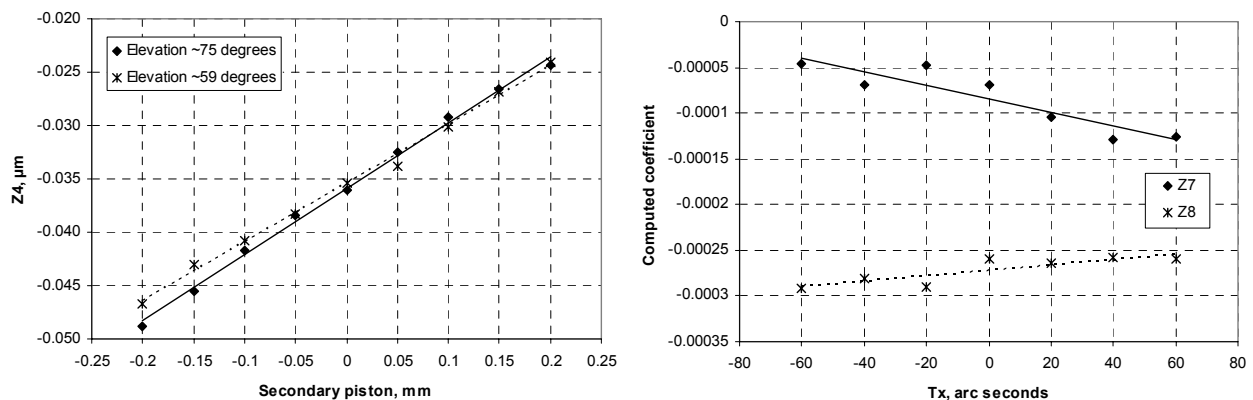 -0.020
-0.025
-0.030
-0.035
-0.040
-0.045
-0.050
Z4, µm
Elevation ~75 degrees
Elevation ~59 degrees
-0.25 -0.2 -0.15 -0.1 -0.05 0 0.05 0.1 0.15 0.2 0.25
Secondary piston, mm
0
-0.00005
-0.0001
-0.00015
-0.0002
-0.00025
-0.0003
-0.00035
Computed coefficient
Z7
Z8
-80 -60 -40 -20 0 20 40 60 80
Tx, arc seconds